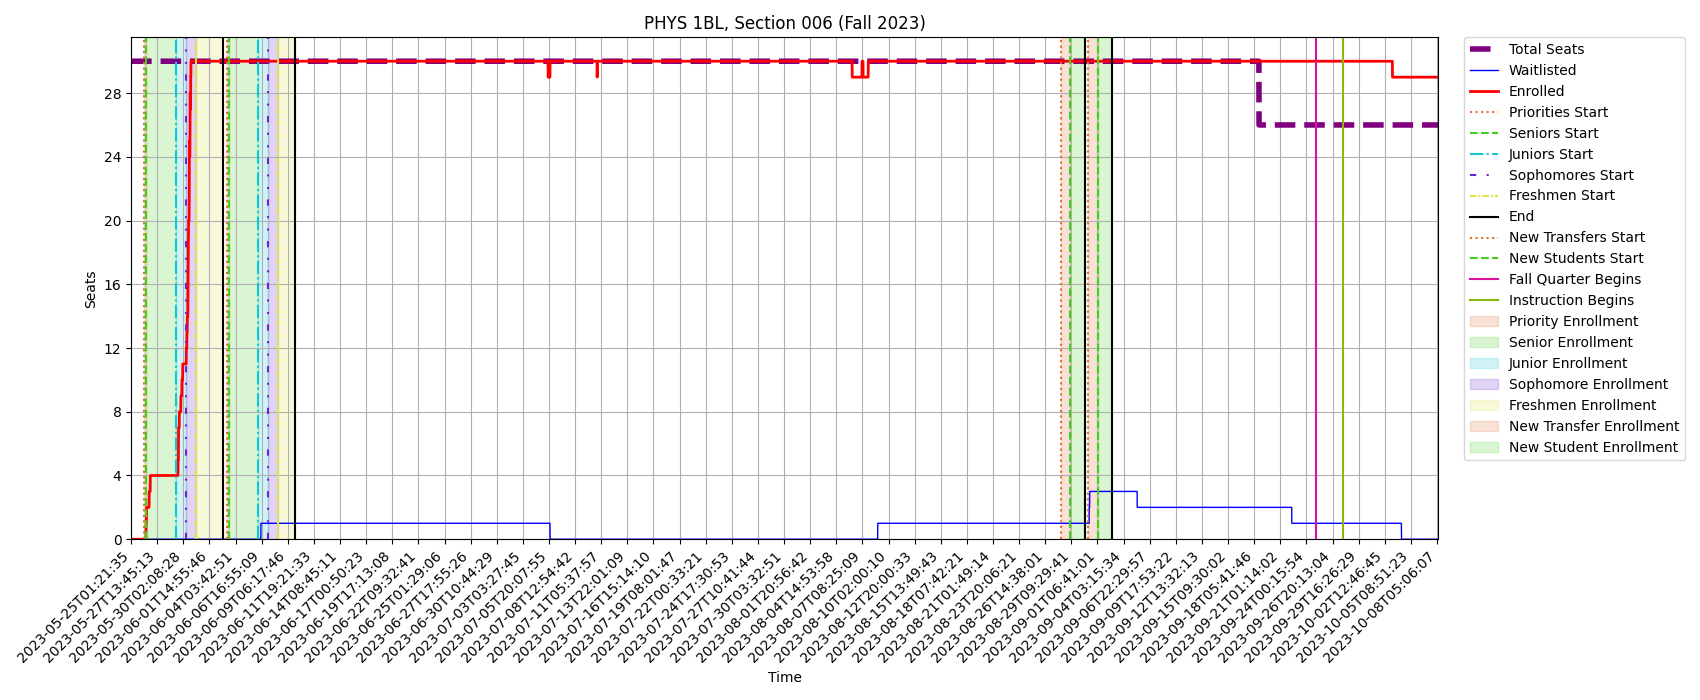 PHYS 1BL, Section 006 (Fall 2023)
Seats
28
24
20
16
12
8
4
0
2023-05-25T01:21:35
2023-05-27T13:45:13
2023-05-30T02:08:28
2023-06-01T14:55:46
2023-06-04T03:42:51
2023-06-06T16:55:09
2023-06-09T06:17:46
2023-06-11T19:21:33
2023-06-14T08:45:11
2023-06-17T00:50:23
2023-06-19T17:13:08
2023-06-22T09:32:41
2023-06-25T01:29:06
2023-06-27T17:55:26
2023-06-30T10:44:29
2023-07-03T03:27:45
2023-07-05T20:07:55
2023-07-08T12:54:42
2023-07-11T05:37:57
2023-07-13T22:01:09
2023-07-16T15:14:10
2023-07-19T08:01:47
2023-07-22T00:33:21
2023-07-24T17:30:53
2023-07-27T10:41:44
2023-07-30T03:32:51
2023-08-01T20:56:42
2023-08-04T14:53:58
2023-08-07T08:25:09
2023-08-10T02:00:10
2023-08-12T20:00:33
2023-08-15T13:49:43
2023-08-18T07:42:21
2023-08-21T01:49:14
2023-08-23T20:06:21
2023-08-26T14:38:01
2023-08-29T09:29:41
2023-09-01T06:41:01
2023-09-04T03:15:34
2023-09-06T22:29:57
2023-09-09T17:53:22
2023-09-12T13:32:13
2023-09-15T09:30:02
2023-09-18T05:41:46
2023-09-21T01:14:02
2023-09-24T00:15:54
2023-09-26T20:13:04
2023-09-29T16:26:29
2023-10-02T12:46:45
2023-10-05T08:51:23
2023-10-08T05:06:07
Time
Total Seats
Waitlisted
Enrolled
Priorities Start
Seniors Start
Juniors Start
Sophomores Start
Freshmen Start
End
New Transfers Start
New Students Start
Fall Quarter Begins
Instruction Begins
Priority Enrollment
Senior Enrollment
Junior Enrollment
Sophomore Enrollment
Freshmen Enrollment
New Transfer Enrollment
New Student Enrollment